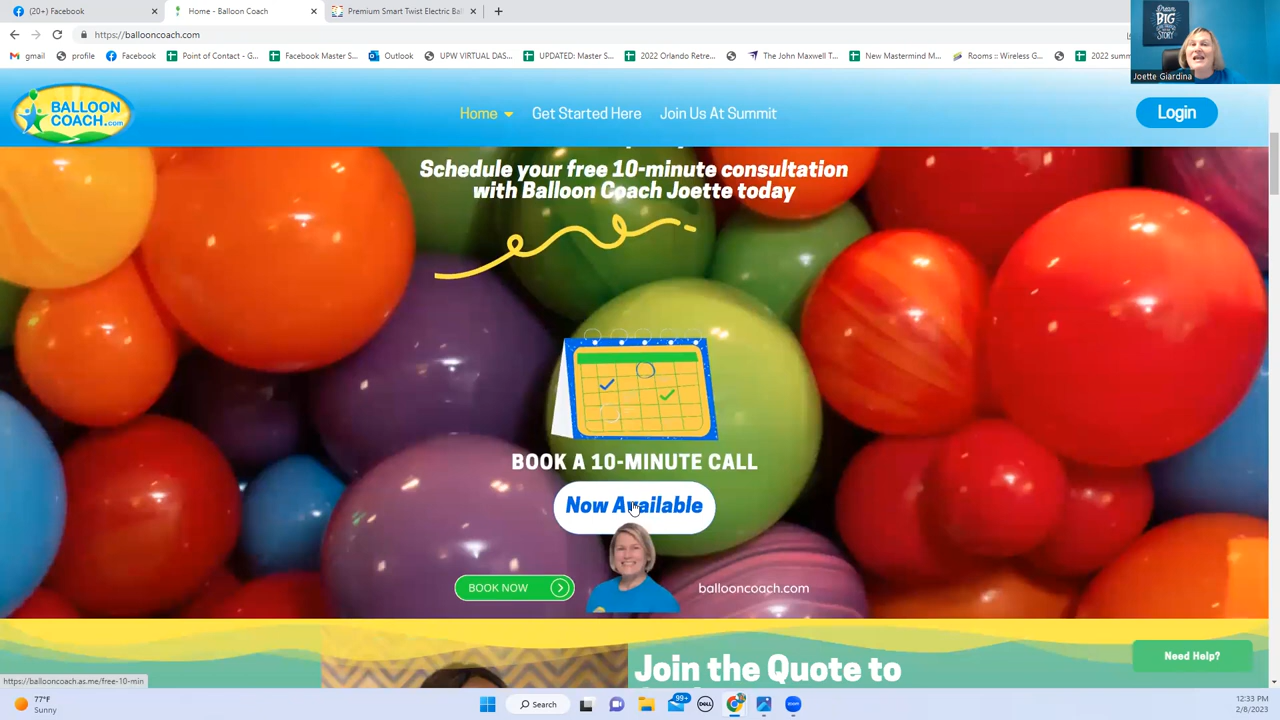 (20+) Facebook
Home - Balloon Coach
Premium Smart Twist Electric Bal
https://ballooncoach.com
gmail
profile
Facebook
Point of Contact - G...
Facebook Master S...
Outlook
UPW VIRTUAL DAS...
UPDATED: Master S...
2022 Orlando Retre...
The John Maxwell T...
New Mastermind M...
Rooms :: Wireless G...
2022 summ
Dream
BIG
STORY
Joette Giardina
BALLOON
COACH.com
Home
Get Started Here
Join Us At Summit
Login
Schedule your free 10-minute consultation
with Balloon Coach Joette today
BOOK A 10-MINUTE CALL
Now Available
BOOK NOW
ballooncoach.com
Join the Quote to
Need Help?
https://ballooncoach.as.me/free-10-min
77°F
Sunny
Search
99+
DELL
zoom
12:33 PM
2/8/2023